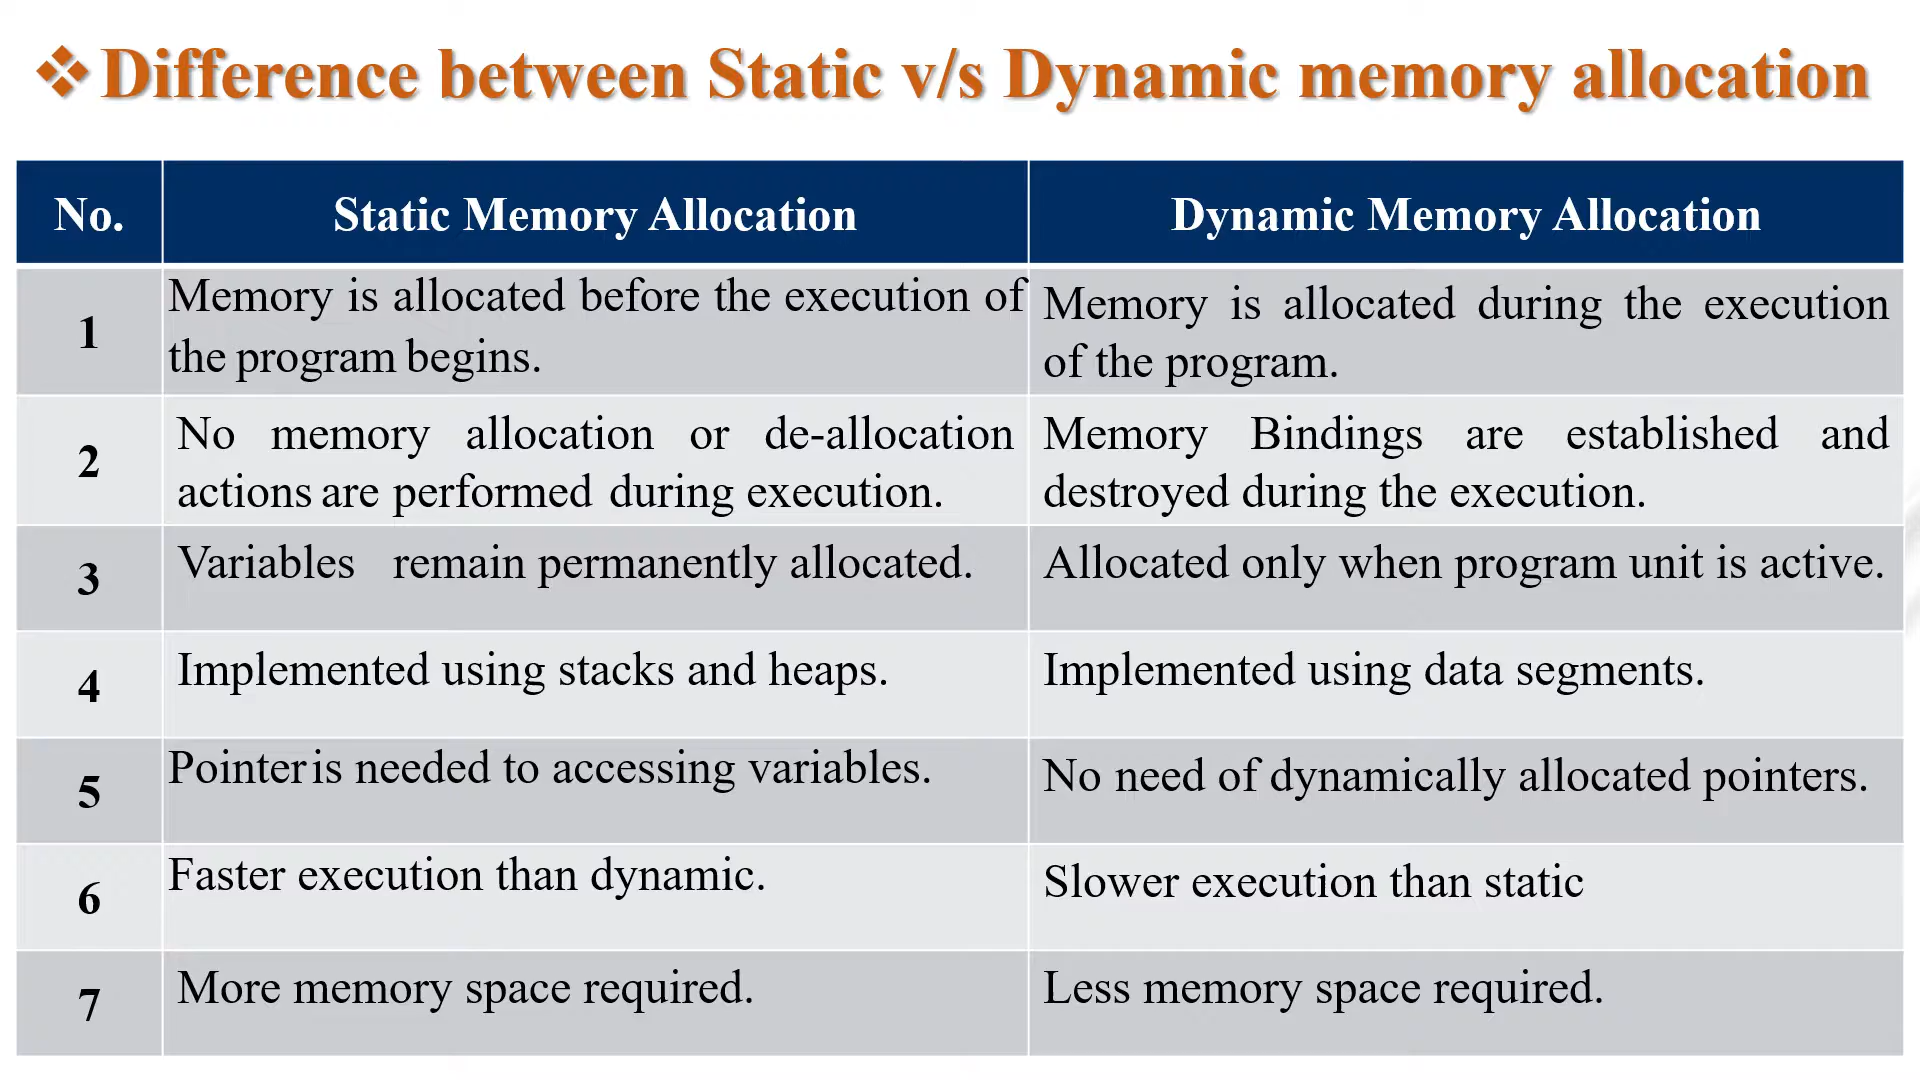 ❖Difference between Static v/s Dynamic memory allocation
No.
Static Memory Allocation
Dynamic Memory Allocation
1
Memory is allocated before the execution of
the program begins.
Memory is allocated during the execution
of the program.
2
No memory allocation or de-allocation
actions are performed during execution.
Memory Bindings are established and
destroyed during the execution.
3
Variables remain permanently allocated.
Allocated only when program unit is active.
4
Implemented using stacks and heaps.
Implemented using data segments.
5
Pointer is needed to accessing variables.
No need of dynamically allocated pointers.
6
Faster execution than dynamic.
Slower execution than static
7
More memory space required.
Less memory space required.